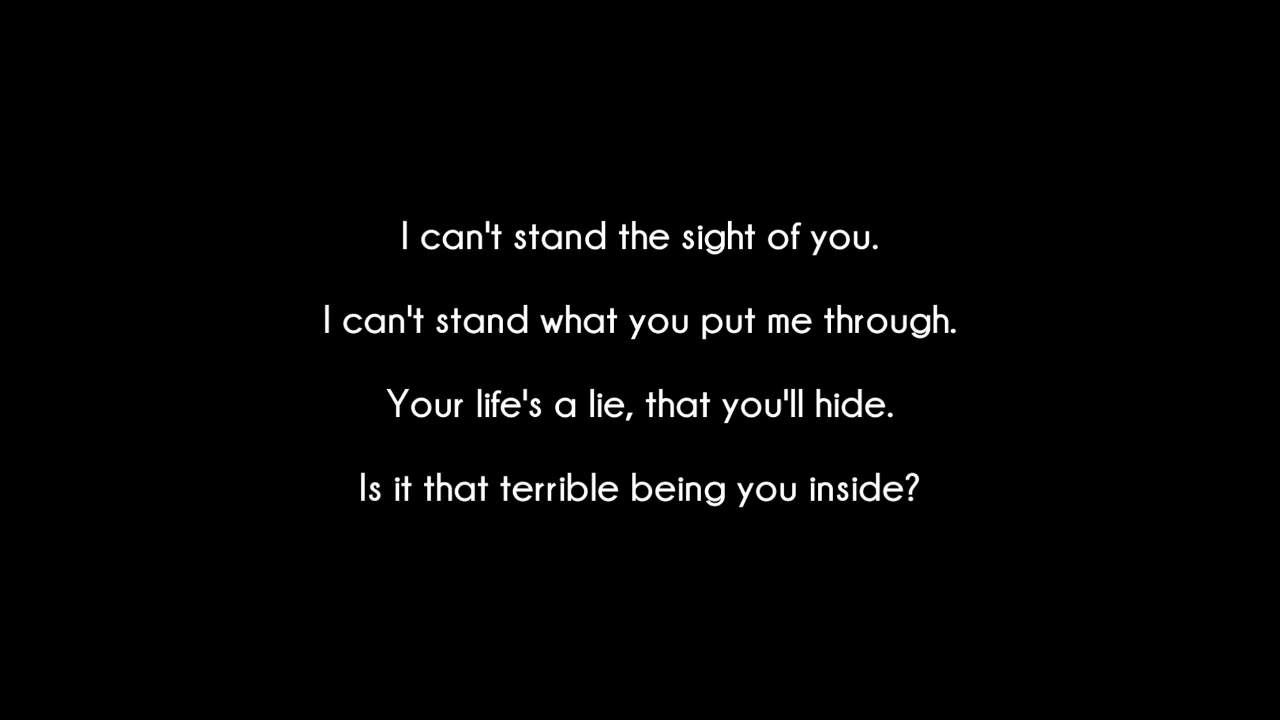 I can't stand the sight of you.
I can't stand what you put me through.
Your life's a lie, that you'll hide.
Is it that terrible being you inside?